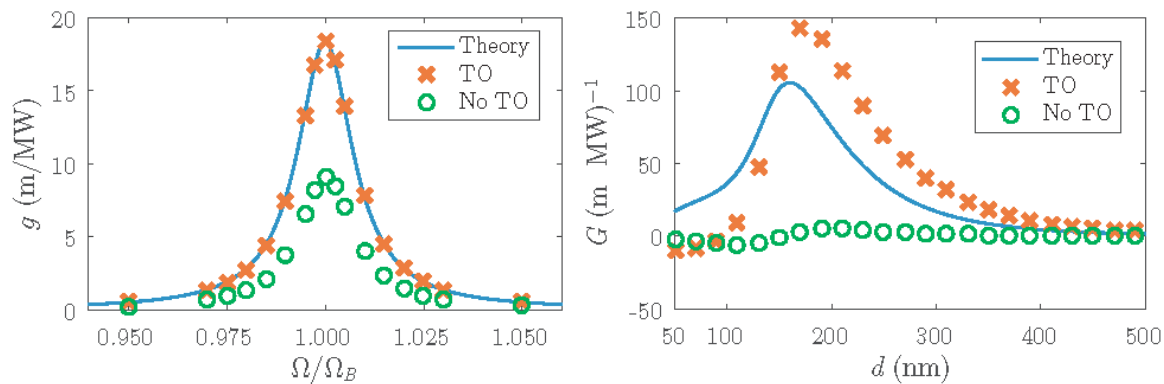 20
15
10
5
0
g (m/MW)
0.950
0.975
1.000
1.025
1.050
Ω/Ω_B
Theory
TO
No TO
150
100
50
0
-50
G (m MW)⁻¹
50
100
200
300
400
500
d (nm)
Theory
TO
No TO